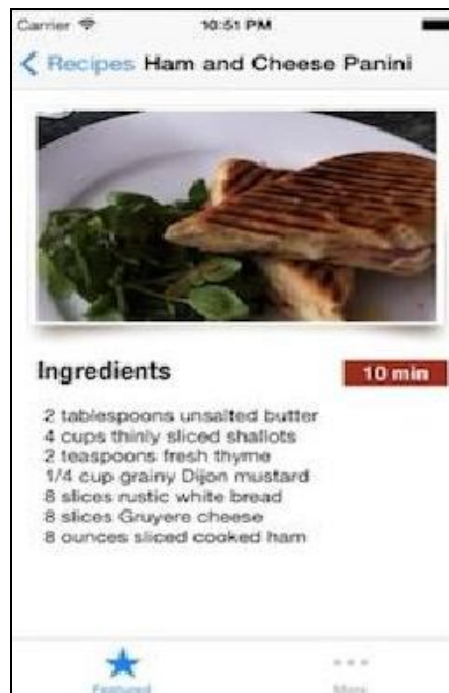 Carrier 10:51 PM
Recipes Ham and Cheese Panini
Ingredients
10 min
2 tablespoons unsalted butter
4 cups thinly sliced shallots
2 teaspoons fresh thyme
1/4 cup grainy Dijon mustard
8 slices rustic white bread
8 slices Gruyere cheese
8 ounces sliced cooked ham
Featured
More